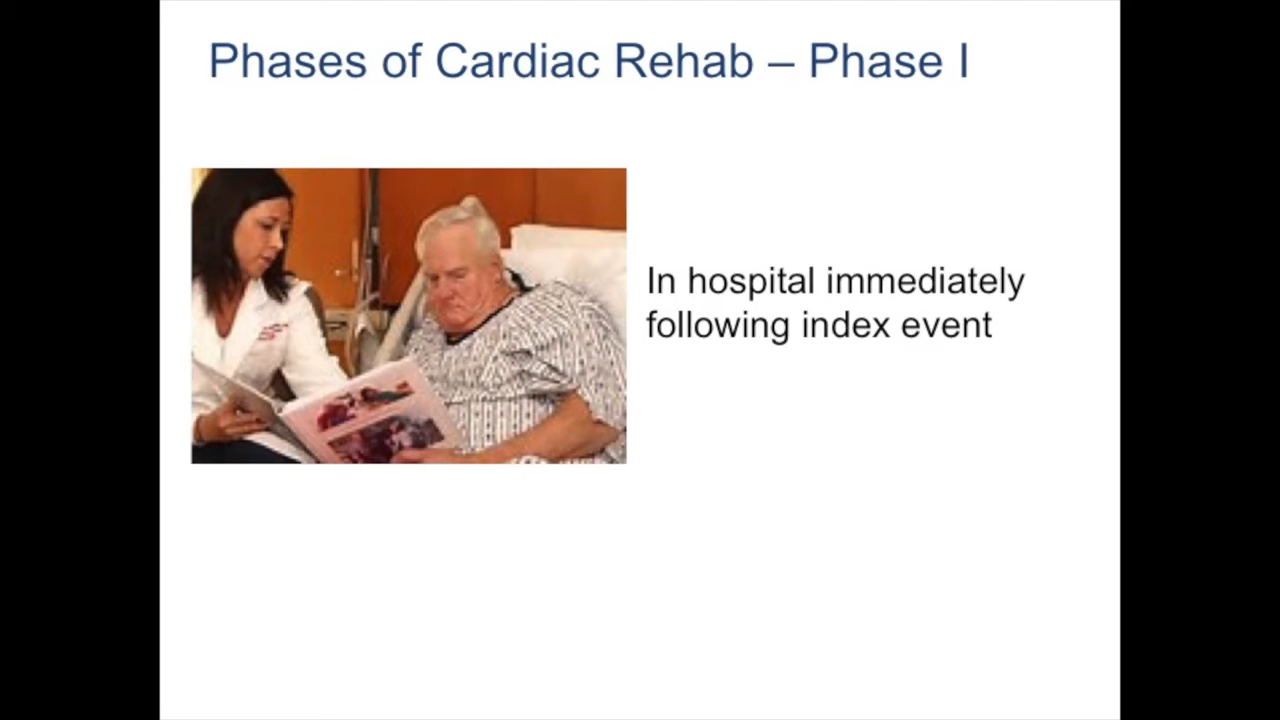 Phases of Cardiac Rehab – Phase I
In hospital immediately
following index event